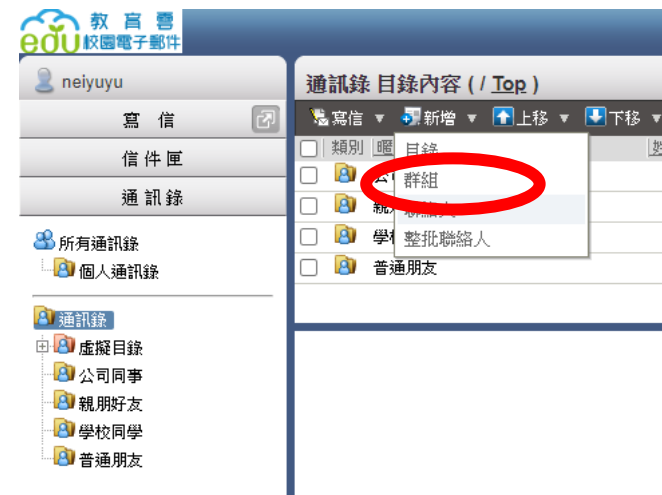 教育雲
edu校園電子郵件
neiyuyu
寫 信
信 件 匣
通 訊 錄
所有通訊錄
個人通訊錄
通訊錄
虛擬目錄
公司同事
親朋好友
學校同學
普通朋友
通訊錄 目錄內容 ( / Top )
寫信 ▼ 新增 ▼ 上移 ▼ 下移 ▼
類別
目錄
群組
整批聯絡人
普通朋友